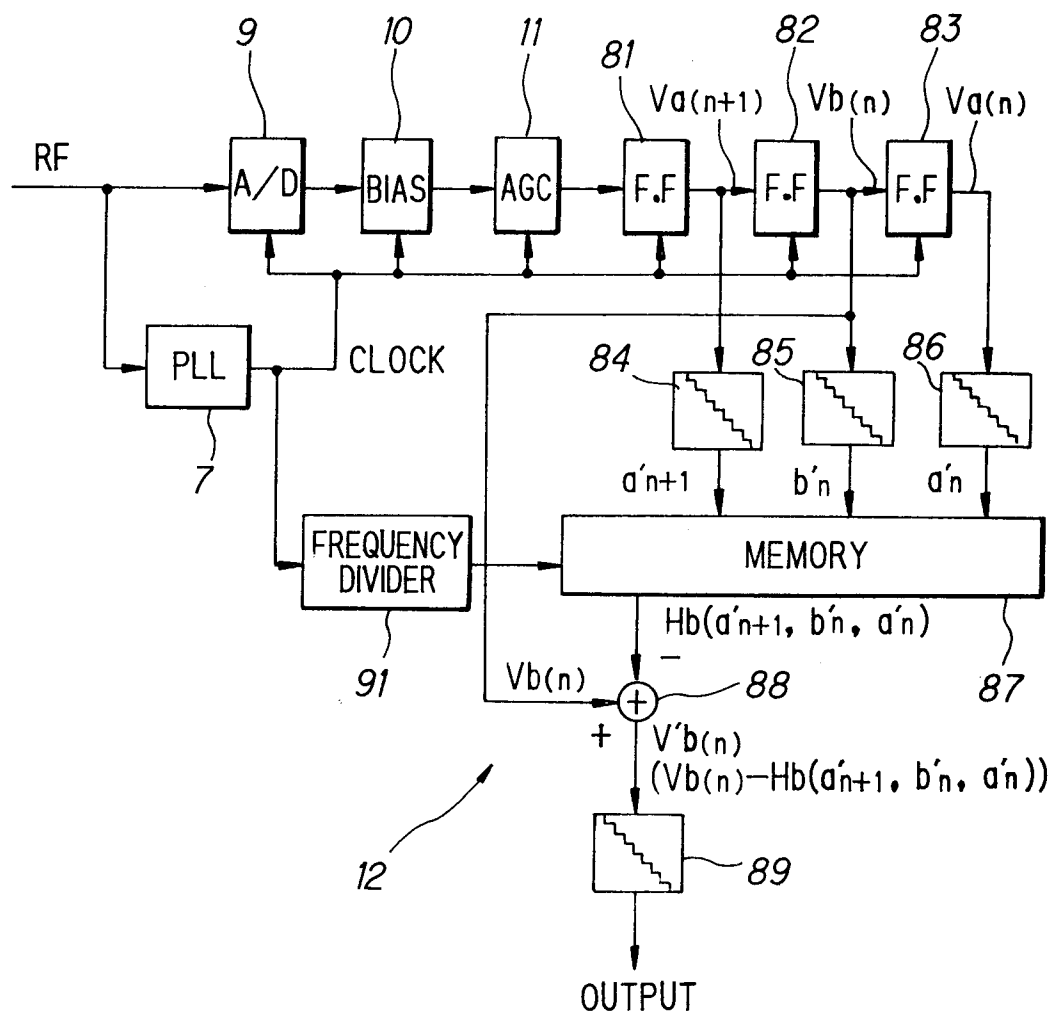 9 10 11 81 82 83
Va(n+1) Vb(n) Va(n)
RF
A/D BIAS AGC F.F F.F F.F
PLL CLOCK
7
84 85 86
a'n+1 b'n a'n
FREQUENCY
DIVIDER
MEMORY
91
Hb(a'n+1, b'n, a'n)
87
−
Vb(n) + 88
+
V'b(n)
(Vb(n)−Hb(a'n+1, b'n, a'n))
12
89
OUTPUT